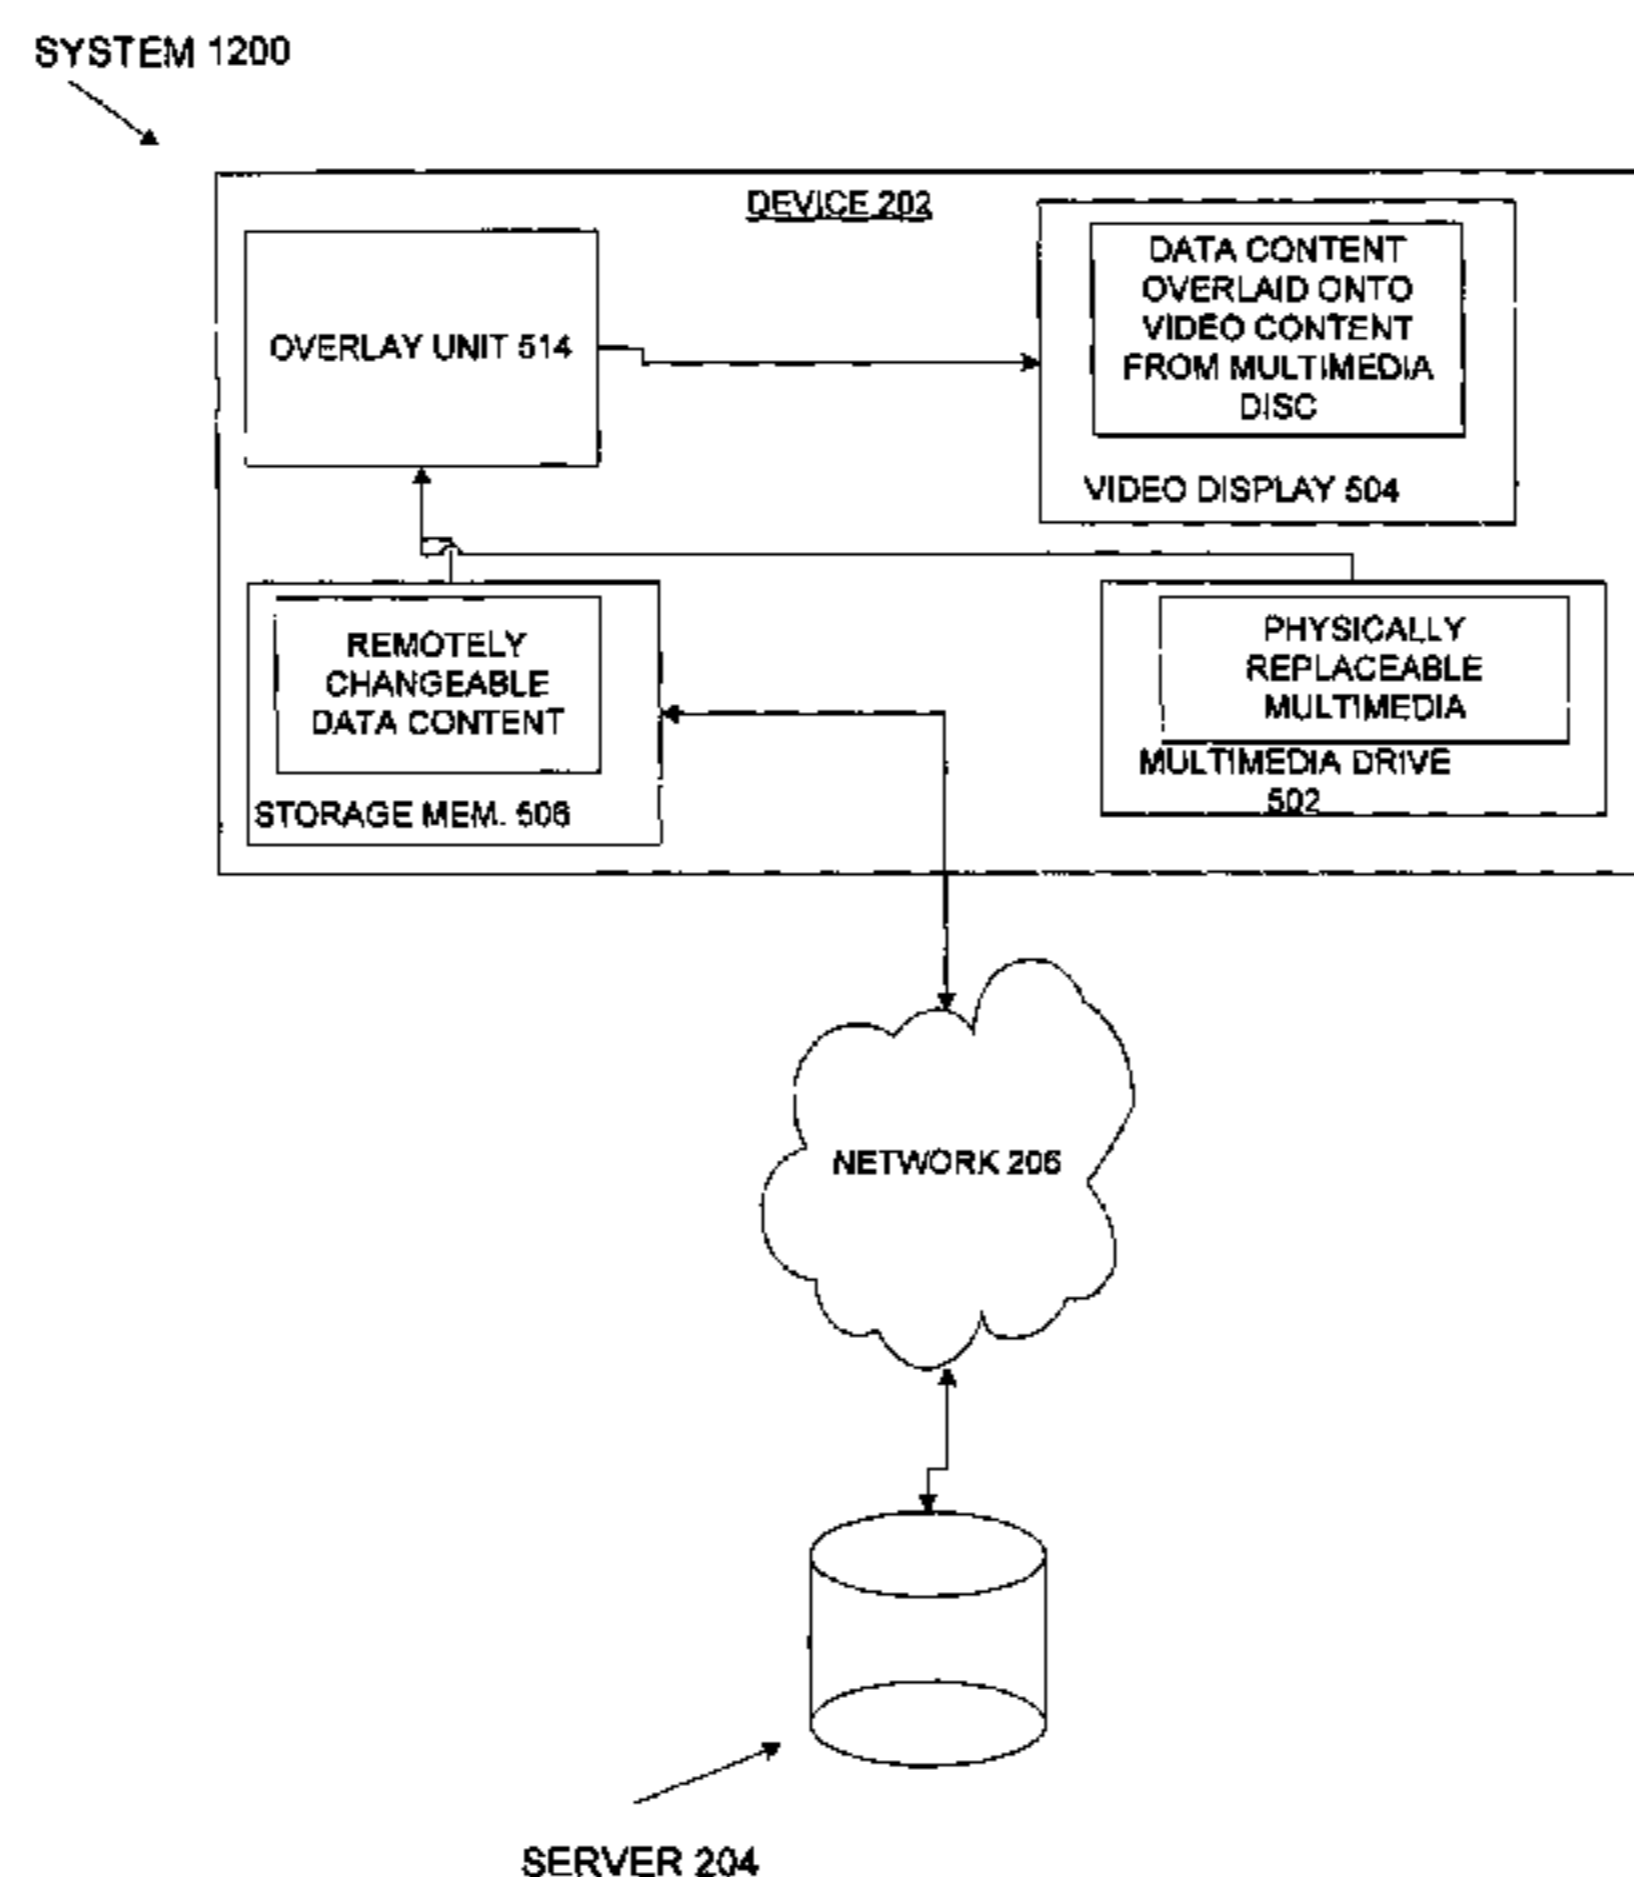 SYSTEM 1200
DEVICE 202
OVERLAY UNIT 514
DATA CONTENT
OVERLAID ONTO
VIDEO CONTENT
FROM MULTIMEDIA
DISC
VIDEO DISPLAY 504
REMOTELY
CHANGEABLE
DATA CONTENT
STORAGE MEM. 506
PHYSICALLY
REPLACEABLE
MULTIMEDIA
MULTIMEDIA DRIVE
502
NETWORK 206
SERVER 204